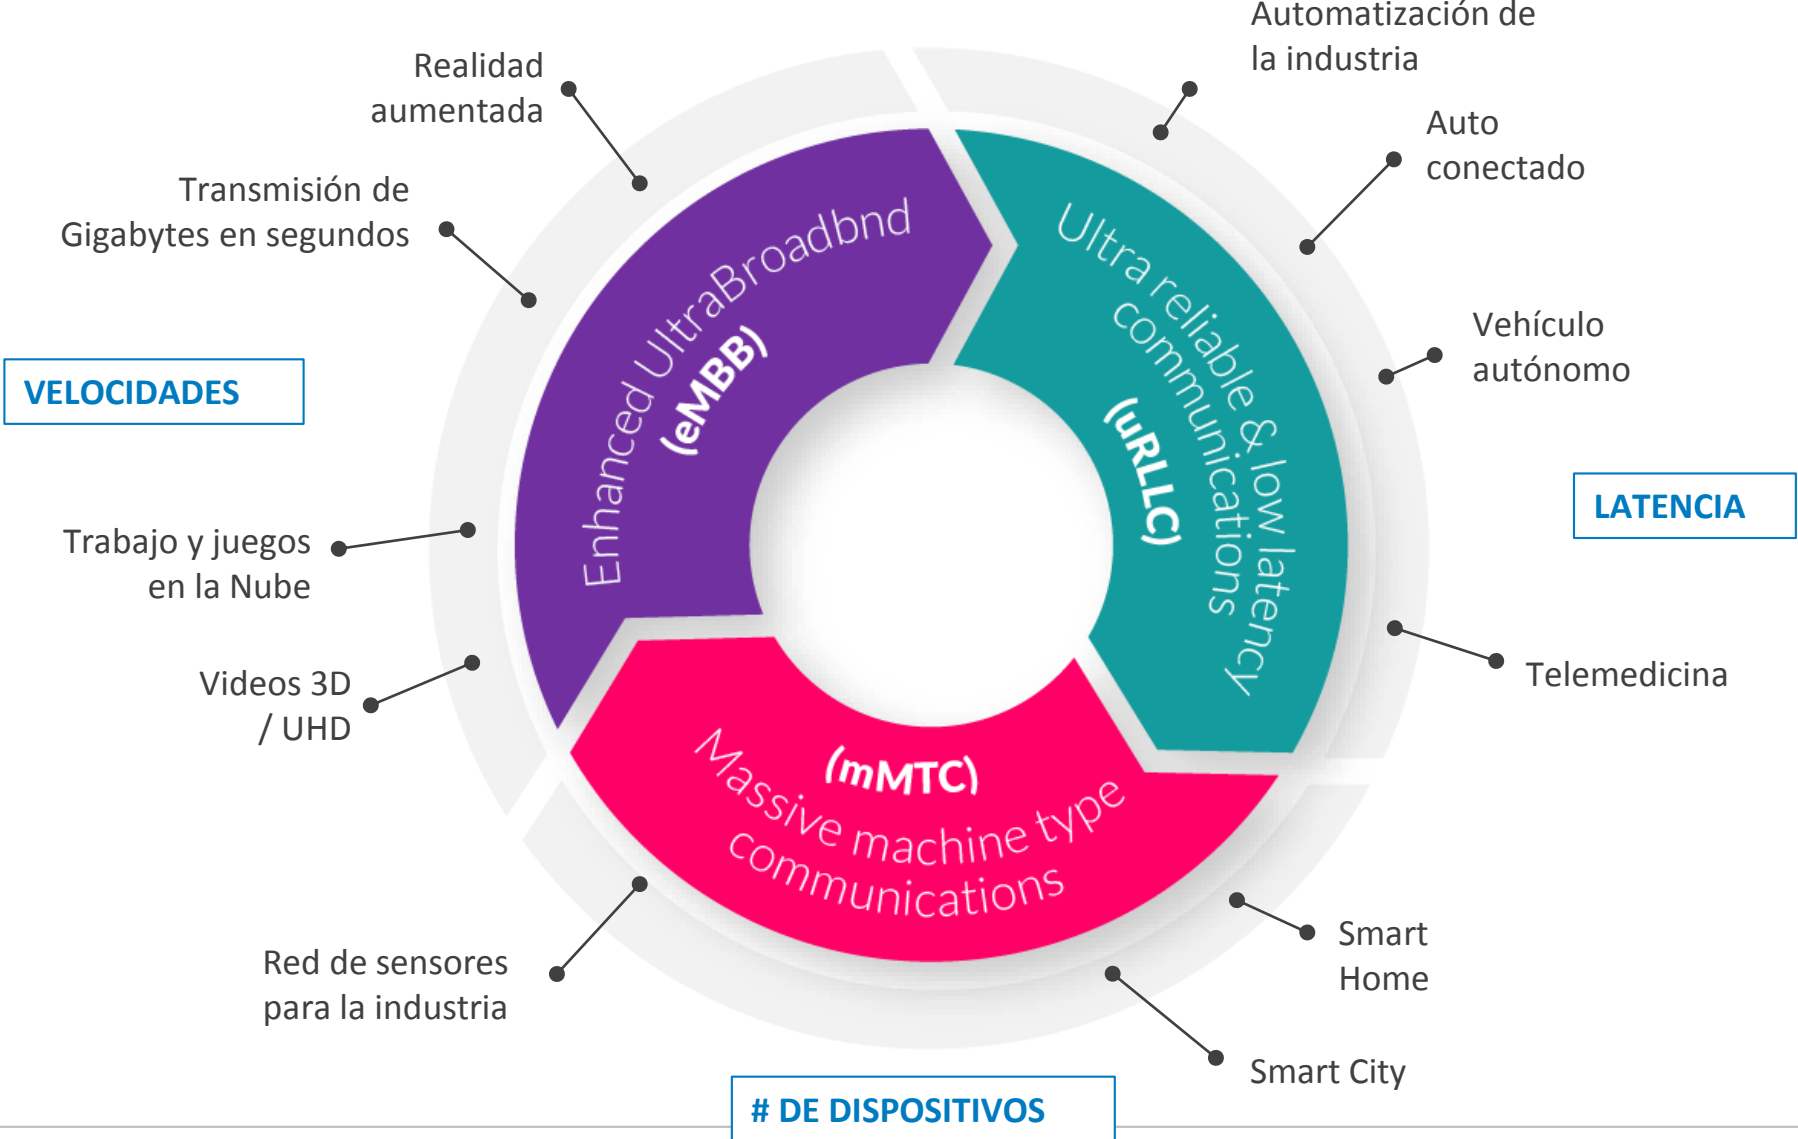 Automatización de
la industria
Realidad
aumentada
Auto
conectado
Transmisión de
Gigabytes en segundos
Enhanced UltraBroadbnd
(eMBB)
Ultra reliable & low latency
communications
(uRLLC)
Vehículo
autónomo
VELOCIDADES
LATENCIA
Trabajo y juegos
en la Nube
Videos 3D
/ UHD
Telemedicina
(mMTC)
Massive machine type
communications
Red de sensores
para la industria
Smart
Home
Smart City
# DE DISPOSITIVOS